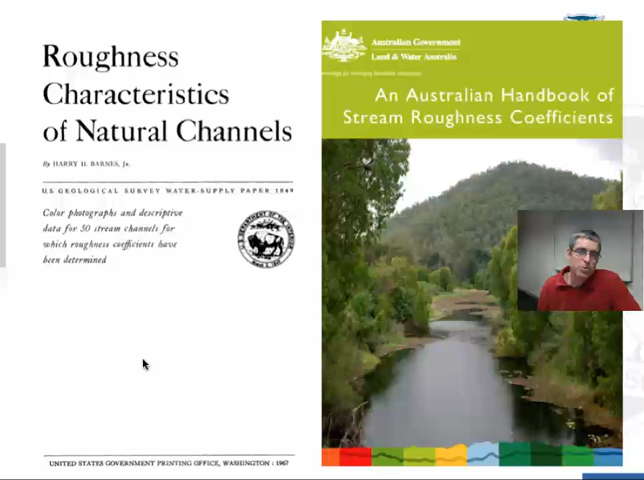 Roughness
Characteristics
of Natural Channels
By HARRY H. BARNES, Jr.
U.S. GEOLOGICAL SURVEY WATER-SUPPLY PAPER 1849
Color photographs and descriptive
data for 50 stream channels for
which roughness coefficients have
been determined
UNITED STATES GOVERNMENT PRINTING OFFICE, WASHINGTON : 1967
Australian Government
Land & Water Australia
An Australian Handbook of
Stream Roughness Coefficients